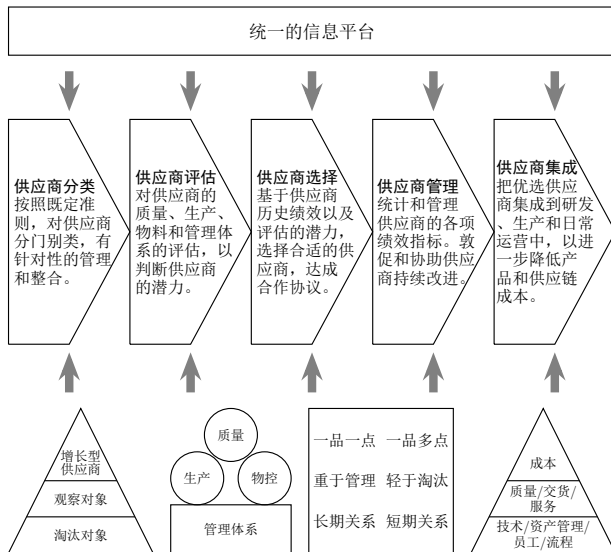 统一的信息平台
供应商分类
按照既定准
则，对供应商
分门别类，有
针对性的管理
和整合。
供应商评估
对供应商的
质量、生产、
物料和管理体
系的评估，以
判断供应商
的潜力。
供应商选择
基于供应商
历史绩效以及
评估的潜力，
选择合适的供
应商，达成
合作协议。
供应商管理
统计和管理
供应商的各项
绩效指标。敦
促和协助供应
商持续改进。
供应商集成
把优选供应
商集成到研发
、生产和日常
运营中，以进
一步降低产
品和供应链
成本。
增长型
供应商
观察对象
淘汰对象
质量
生产
物控
管理体系
一品一点 一品多点
重于管理 轻于淘汰
长期关系 短期关系
成本
质量/交货/
服务
技术/资产管理/
员工/流程